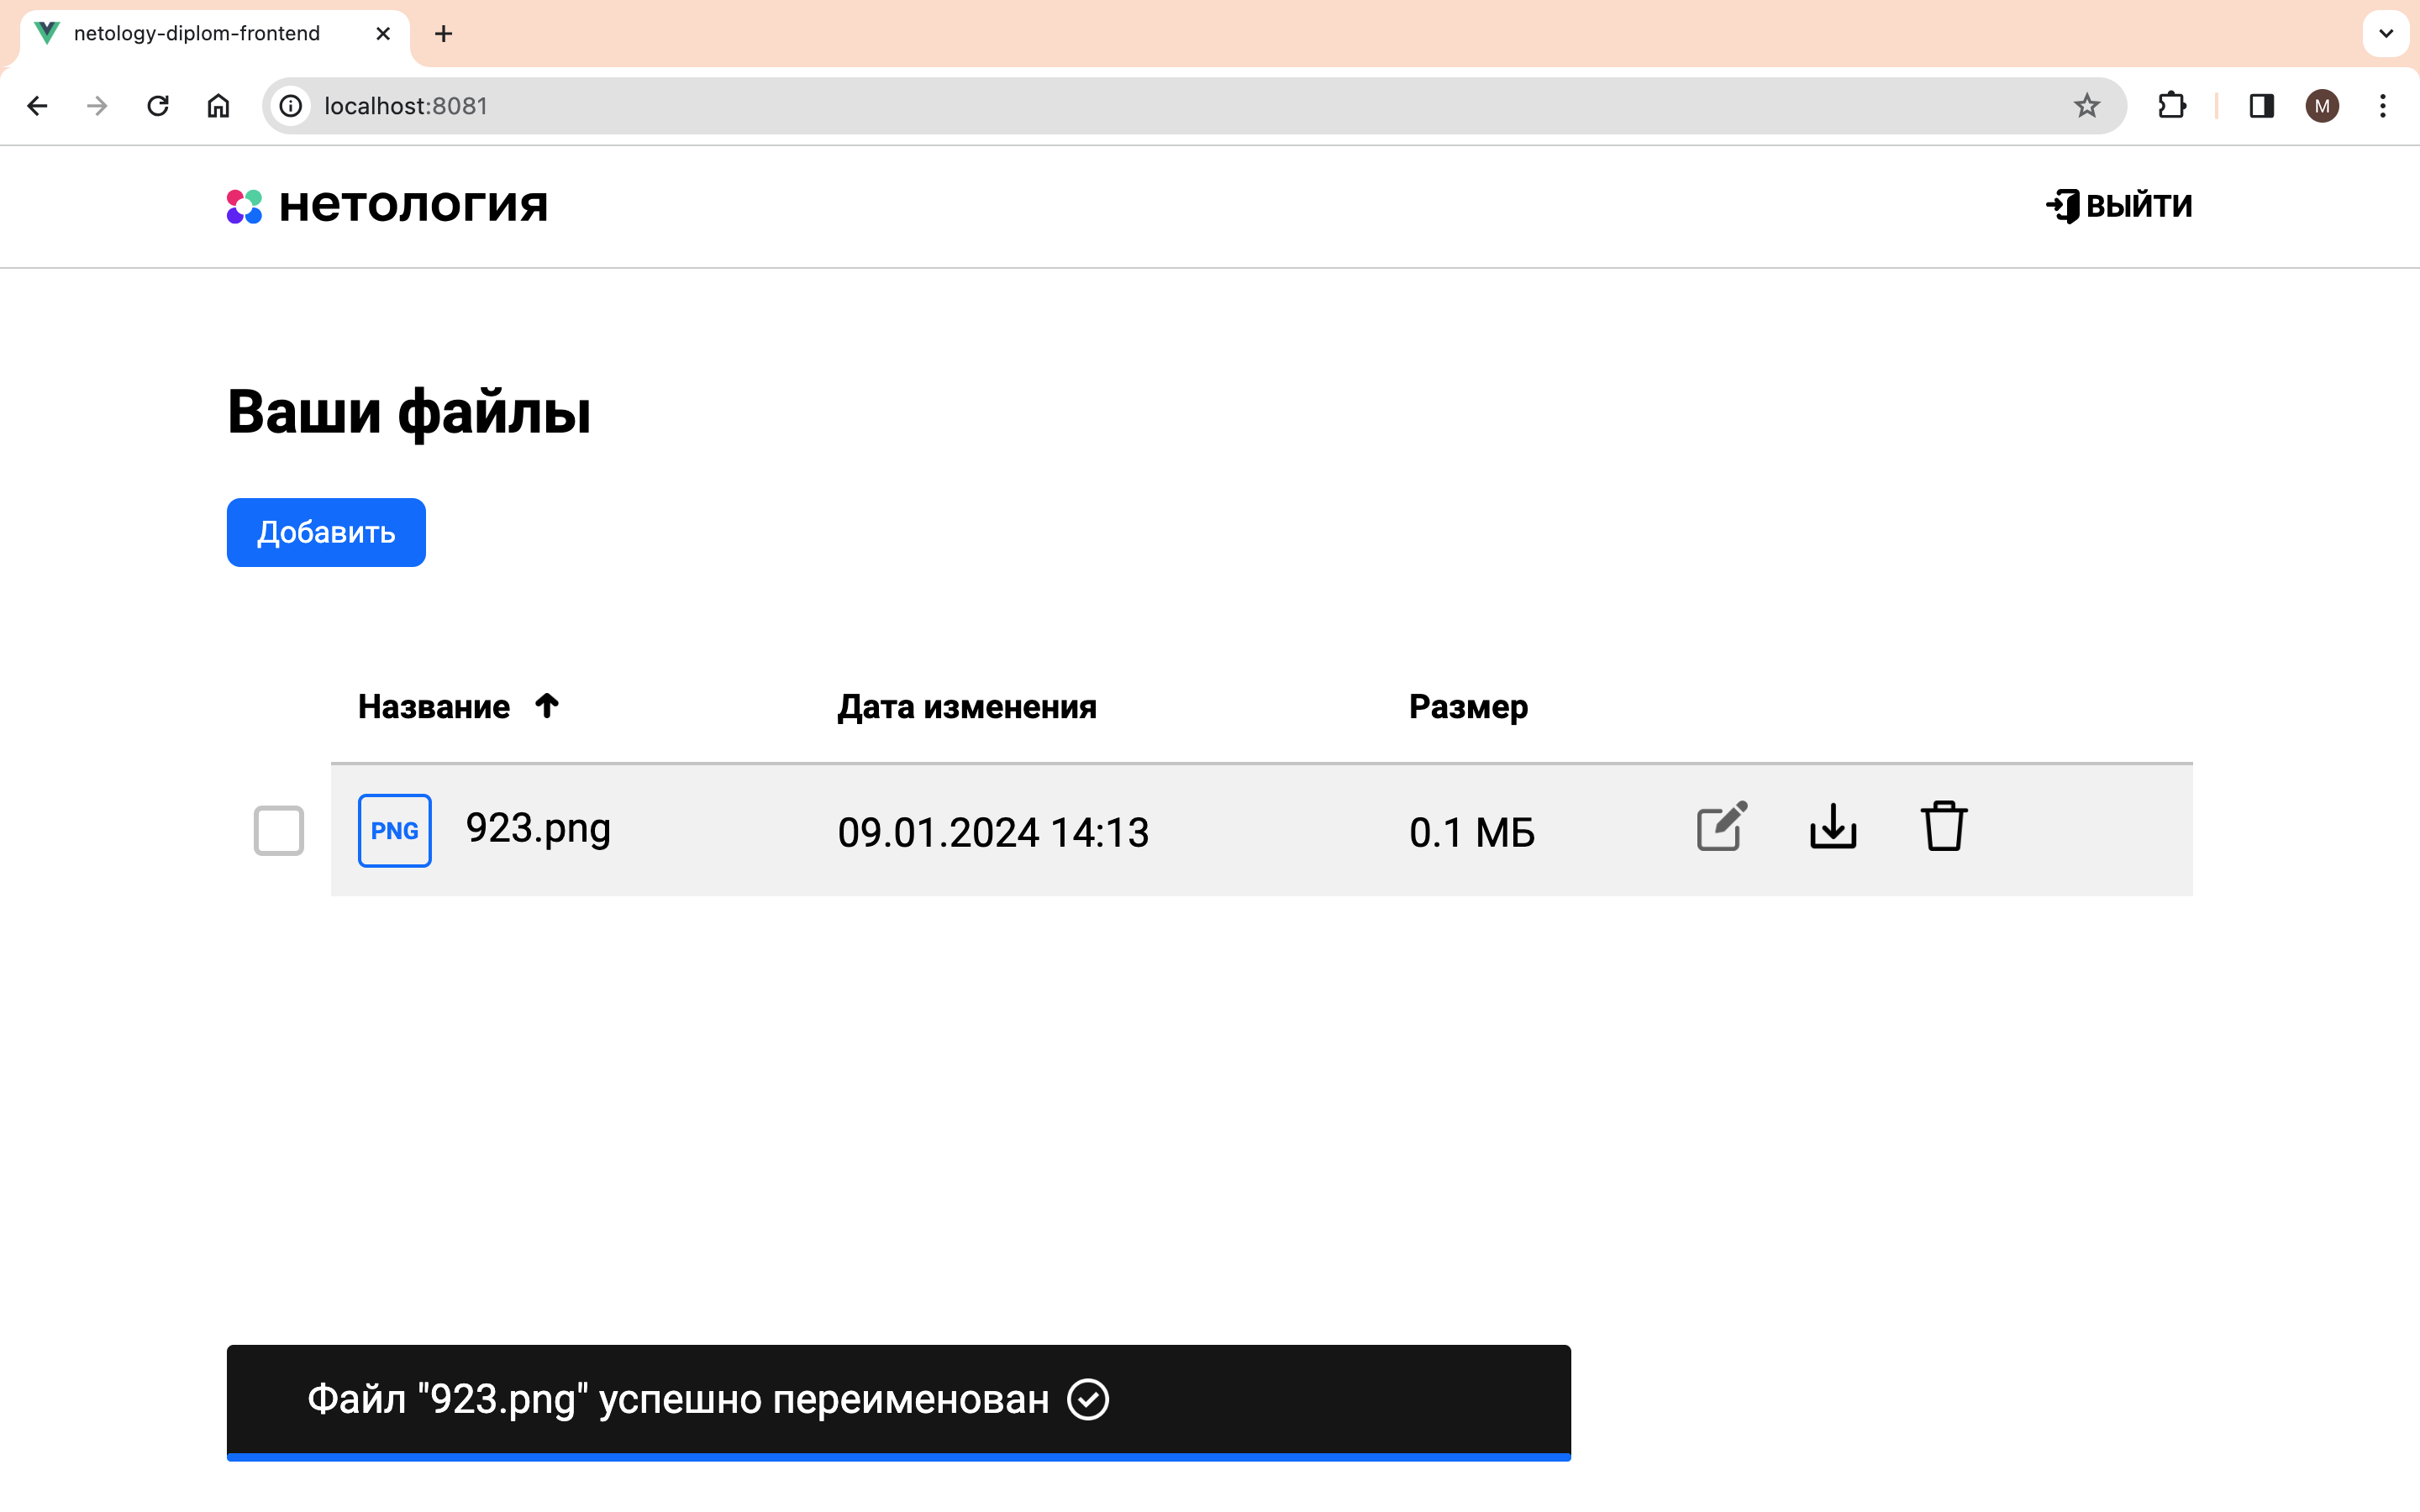 netology-diplom-frontend
localhost:8081
M
нетология
ВЫЙТИ
Ваши файлы
Добавить
Название Дата изменения Размер
PNG 923.png 09.01.2024 14:13 0.1 МБ
Файл "923.png" успешно переименован